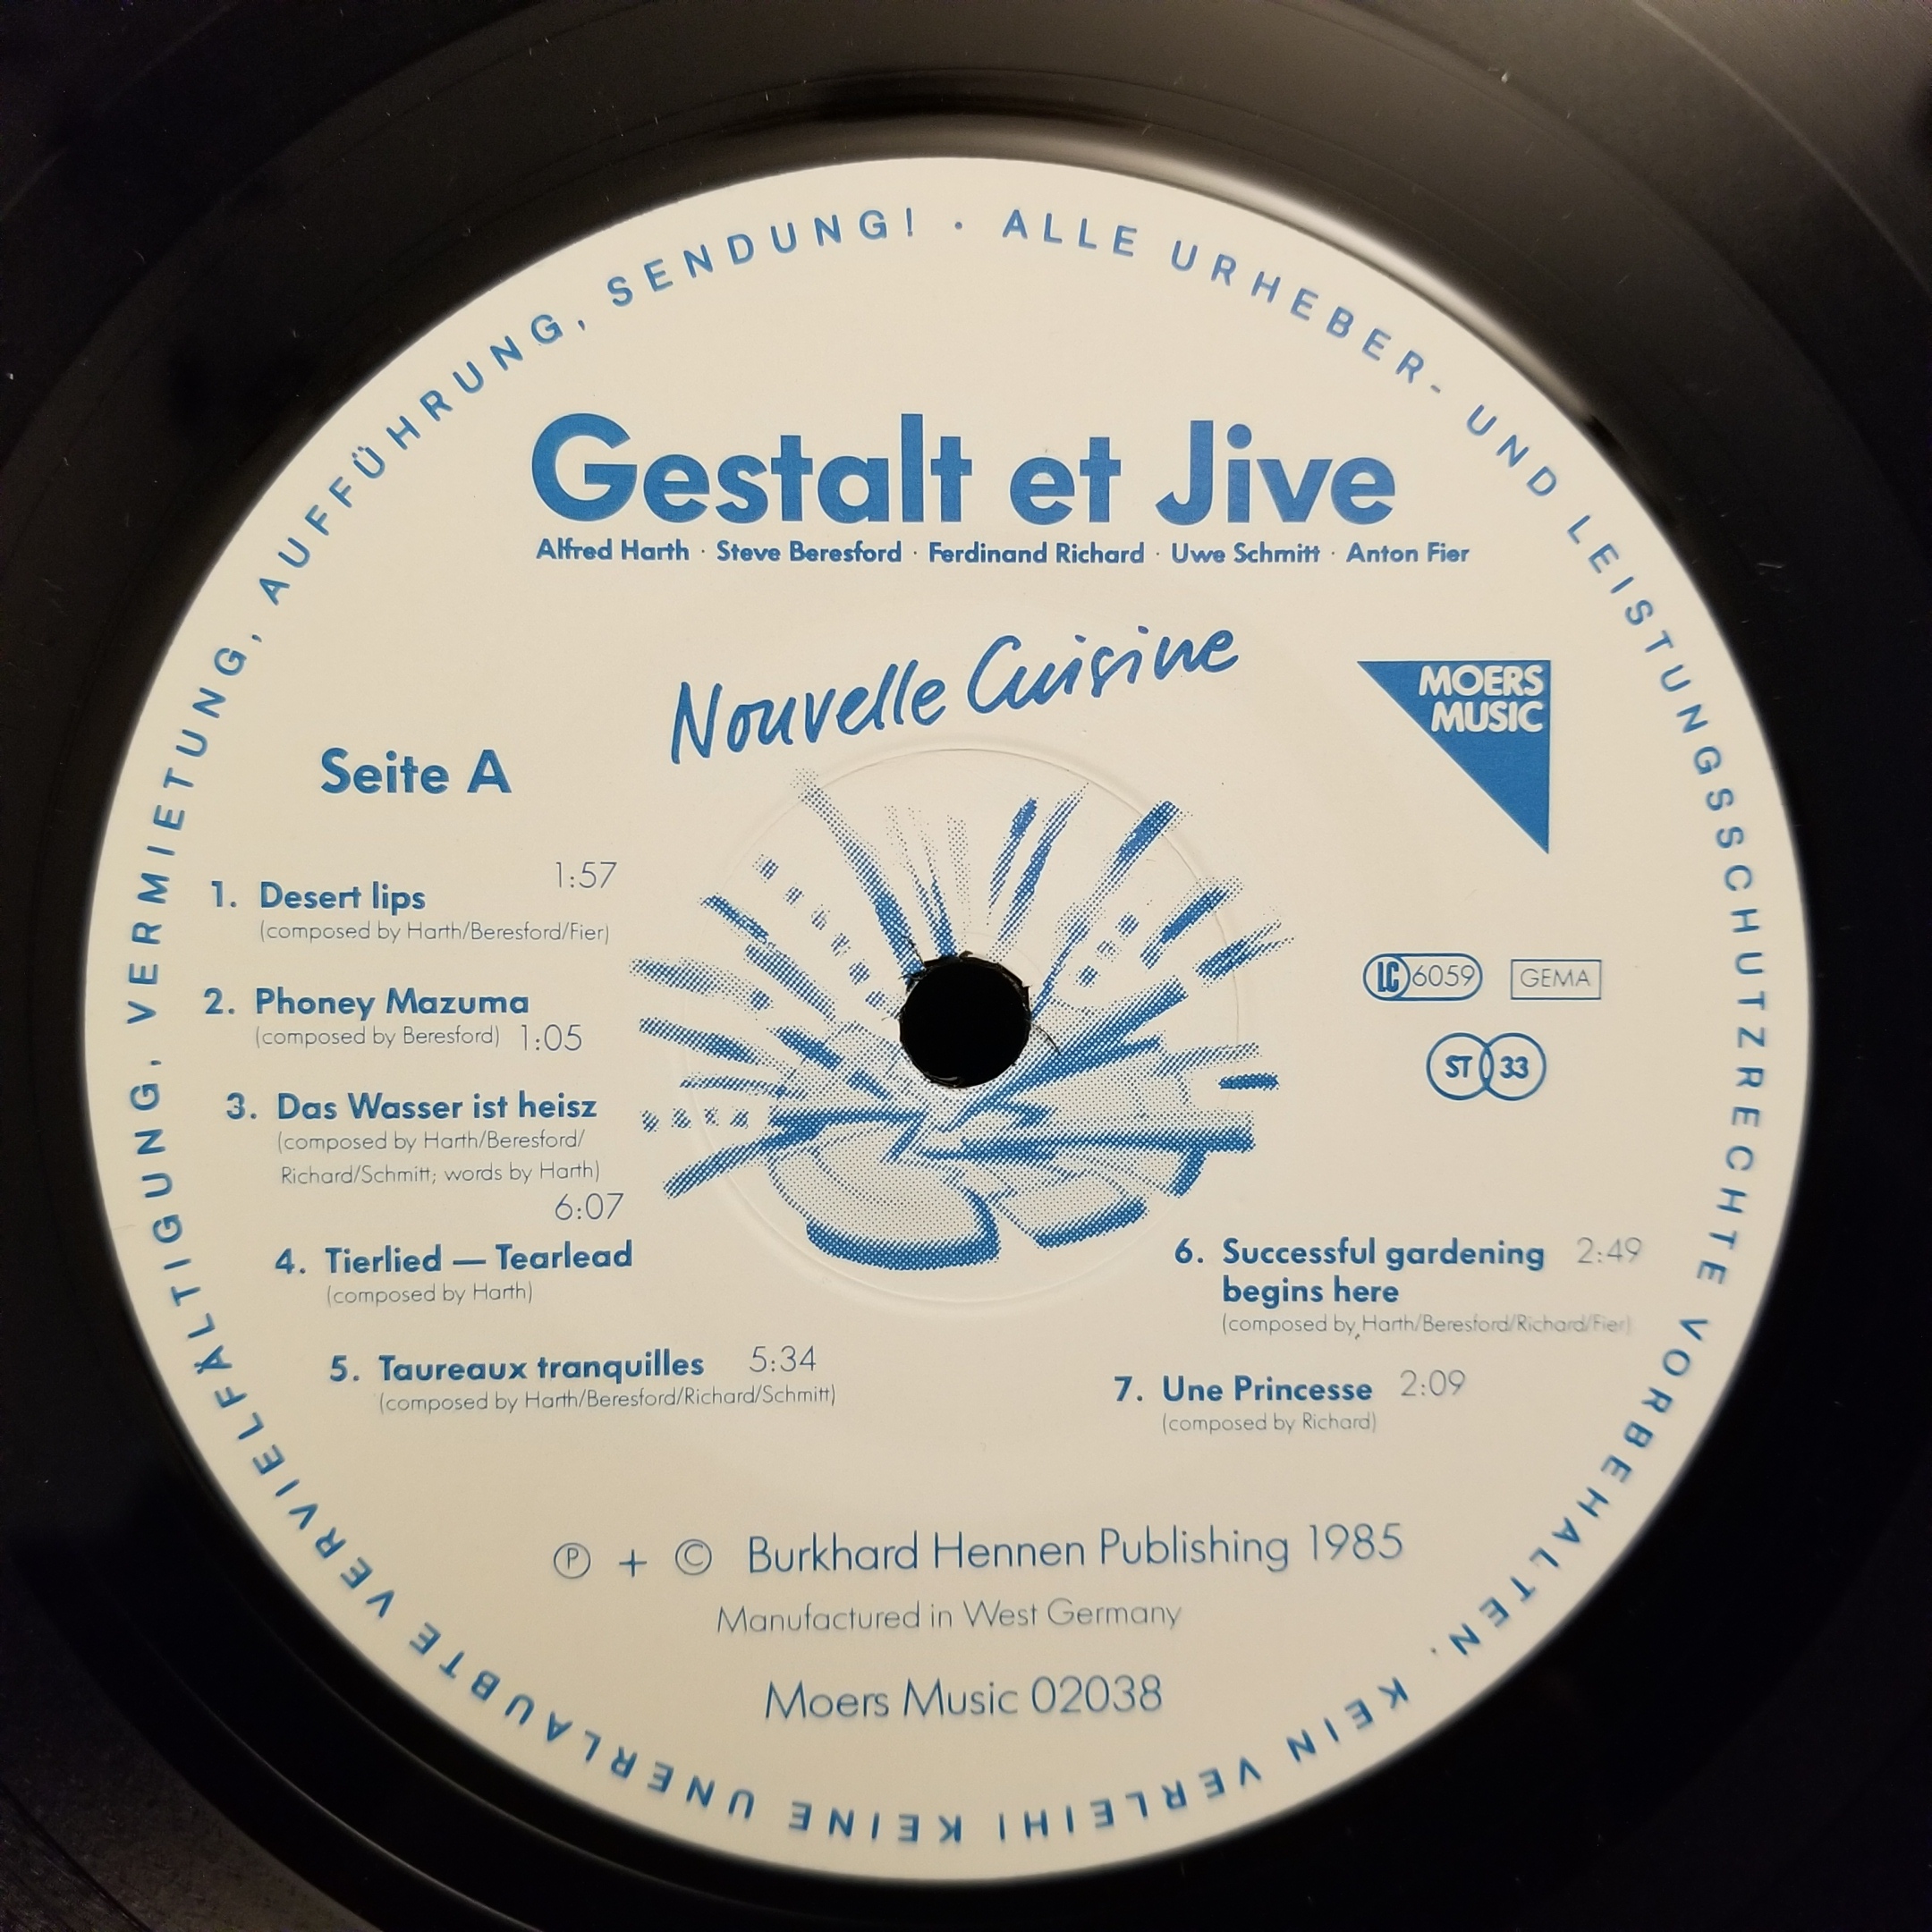 ALLE URHEBER- UND LEISTUNGSSCHUTZRECHTE VORBEHALTEN. KEIN VERLEIH! KEINE UNERLAUBTE VERVIELFÄLTIGUNG, VERMIETUNG, AUFFÜHRUNG, SENDUNG! ·
Gestalt et Jive
Alfred Harth · Steve Beresford · Ferdinand Richard · Uwe Schmitt · Anton Fier
Nouvelle Cuisine
MOERS
MUSIC
Seite A
1. Desert lips 1:57
(composed by Harth/Beresford/Fier)
2. Phoney Mazuma
(composed by Beresford) 1:05
3. Das Wasser ist heisz
(composed by Harth/Beresford/
Richard/Schmitt; words by Harth)
6:07
4. Tierlied — Tearlead
(composed by Harth)
5. Taureaux tranquilles 5:34
(composed by Harth/Beresford/Richard/Schmitt)
LC 6059 GEMA
ST 33
6. Successful gardening 2:49
begins here
(composed by Harth/Beresford/Richard/Fier)
7. Une Princesse 2:09
(composed by Richard)
℗ + © Burkhard Hennen Publishing 1985
Manufactured in West Germany
Moers Music 02038